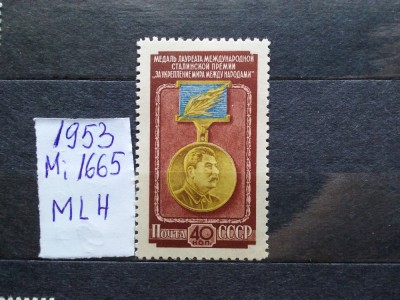 1953
Mi 1665
MLH
МЕДАЛЬ ЛАУРЕАТА МЕЖДУНАРОДНОЙ
СТАЛИНСКОЙ ПРЕМИИ
"ЗА УКРЕПЛЕНИЕ МИРА МЕЖДУ НАРОДАМИ"
ПОЧТА 40 КОП. СССР